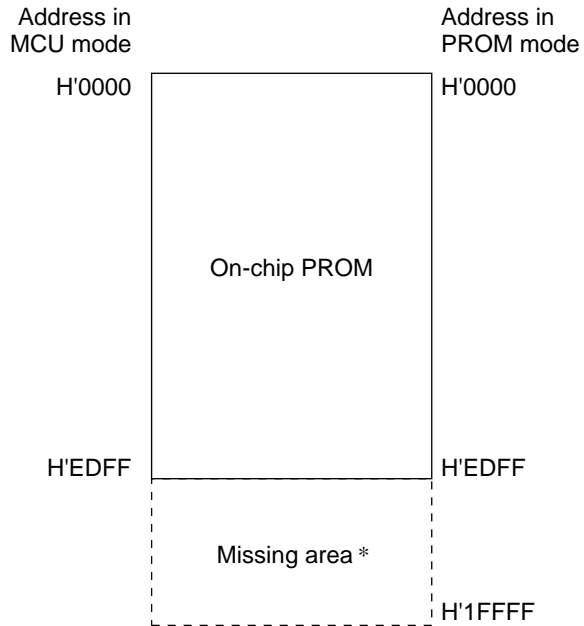 Address in
MCU mode
Address in
PROM mode
H'0000
H'0000
On-chip PROM
H'EDFF
H'EDFF
Missing area *
H'1FFFF